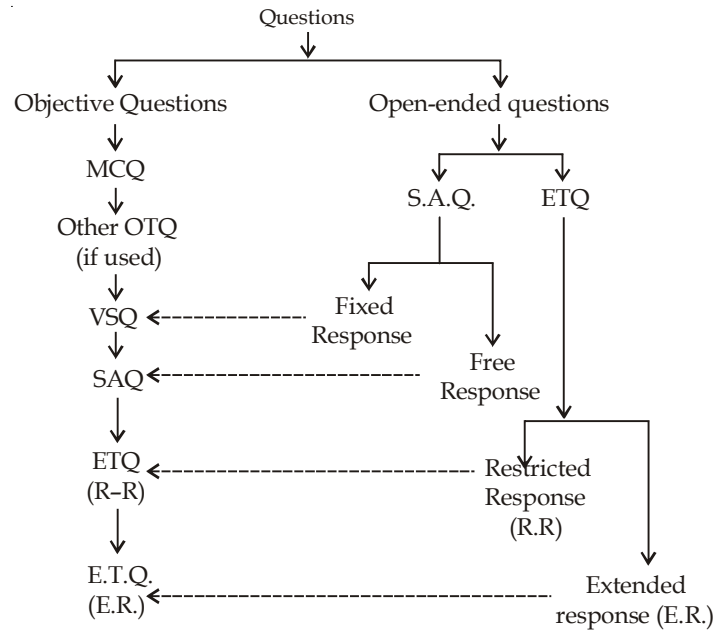 Questions
Objective Questions
Open-ended questions
MCQ
S.A.Q.
ETQ
Other OTQ
(if used)
VSQ
Fixed
Response
SAQ
Free
Response
ETQ
(R–R)
Restricted
Response
(R.R)
E.T.Q.
(E.R.)
Extended
response (E.R.)